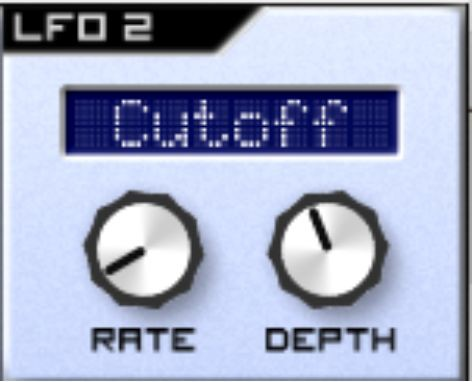 LFO 2
Cutoff
RATE DEPTH